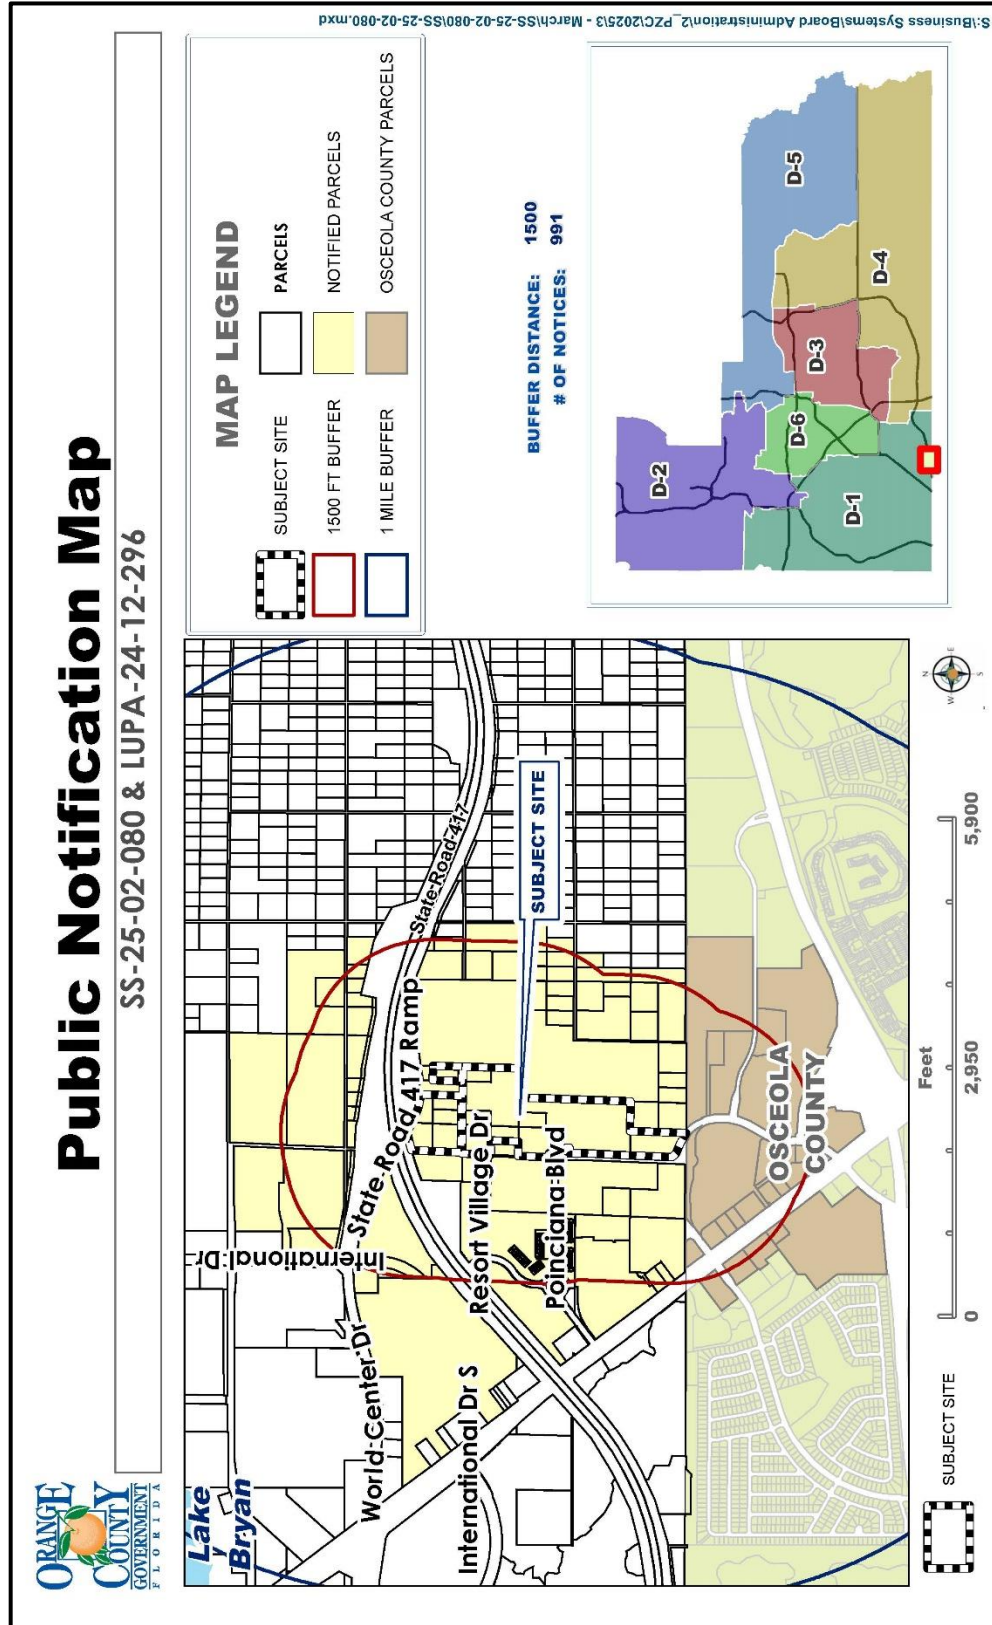 ORANGE
COUNTY
GOVERNMENT
FLORIDA
Public Notification Map
SS-25-02-080 & LUPA-24-12-296
Lake
Bryan
World Center Dr
International Dr
International Dr S
State Road 417 Ramp
State Road 417
Resort Village Dr
Poinciana Blvd
SUBJECT SITE
OSCEOLA
COUNTY
MAP LEGEND
SUBJECT SITE
PARCELS
1500 FT BUFFER
NOTIFIED PARCELS
1 MILE BUFFER
OSCEOLA COUNTY PARCELS
BUFFER DISTANCE: 1500
# OF NOTICES: 991
D-2
D-5
D-6
D-3
D-1
D-4
SUBJECT SITE
Feet
0 2,950 5,900
N
W E
S
S:\Business Systems\Board Administration\2_PZC\2025\3 - March\SS-25-02-080\SS\SS-25-02-080.mxd